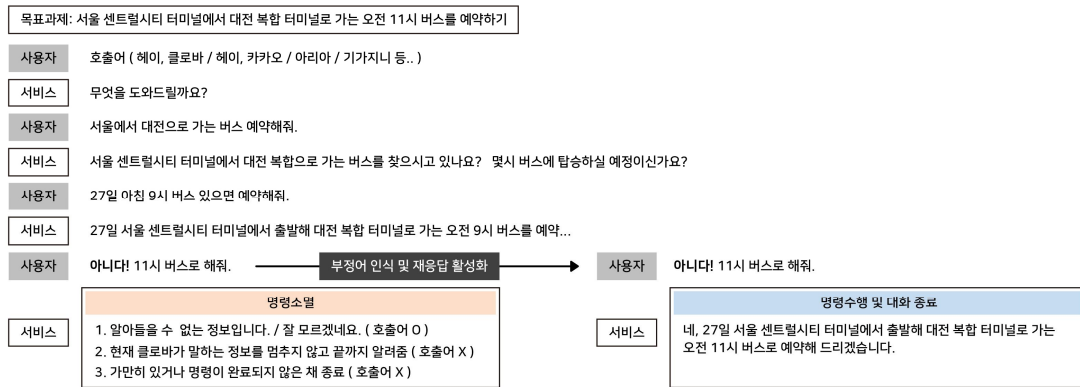 목표과제: 서울 센트럴시티 터미널에서 대전 복합 터미널로 가는 오전 11시 버스를 예약하기
사용자 호출어 ( 헤이, 클로바 / 헤이, 카카오 / 아리아 / 기가지니 등.. )
서비스 무엇을 도와드릴까요?
사용자 서울에서 대전으로 가는 버스 예약해줘.
서비스 서울 센트럴시티 터미널에서 대전 복합으로 가는 버스를 찾으시고 있나요? 몇시 버스에 탑승하실 예정이신가요?
사용자 27일 아침 9시 버스 있으면 예약해줘.
서비스 27일 서울 센트럴시티 터미널에서 출발해 대전 복합 터미널로 가는 오전 9시 버스를 예약...
사용자 아니다! 11시 버스로 해줘. 부정어 인식 및 재응답 활성화 사용자 아니다! 11시 버스로 해줘.
명령소멸
서비스
1. 알아들을 수 없는 정보입니다. / 잘 모르겠네요. ( 호출어 O )
2. 현재 클로바가 말하는 정보를 멈추지 않고 끝까지 알려줌 ( 호출어 X )
3. 가만히 있거나 명령이 완료되지 않은 채 종료 ( 호출어 X )
명령수행 및 대화 종료
서비스
네, 27일 서울 센트럴시티 터미널에서 출발해 대전 복합 터미널로 가는
오전 11시 버스로 예약해 드리겠습니다.